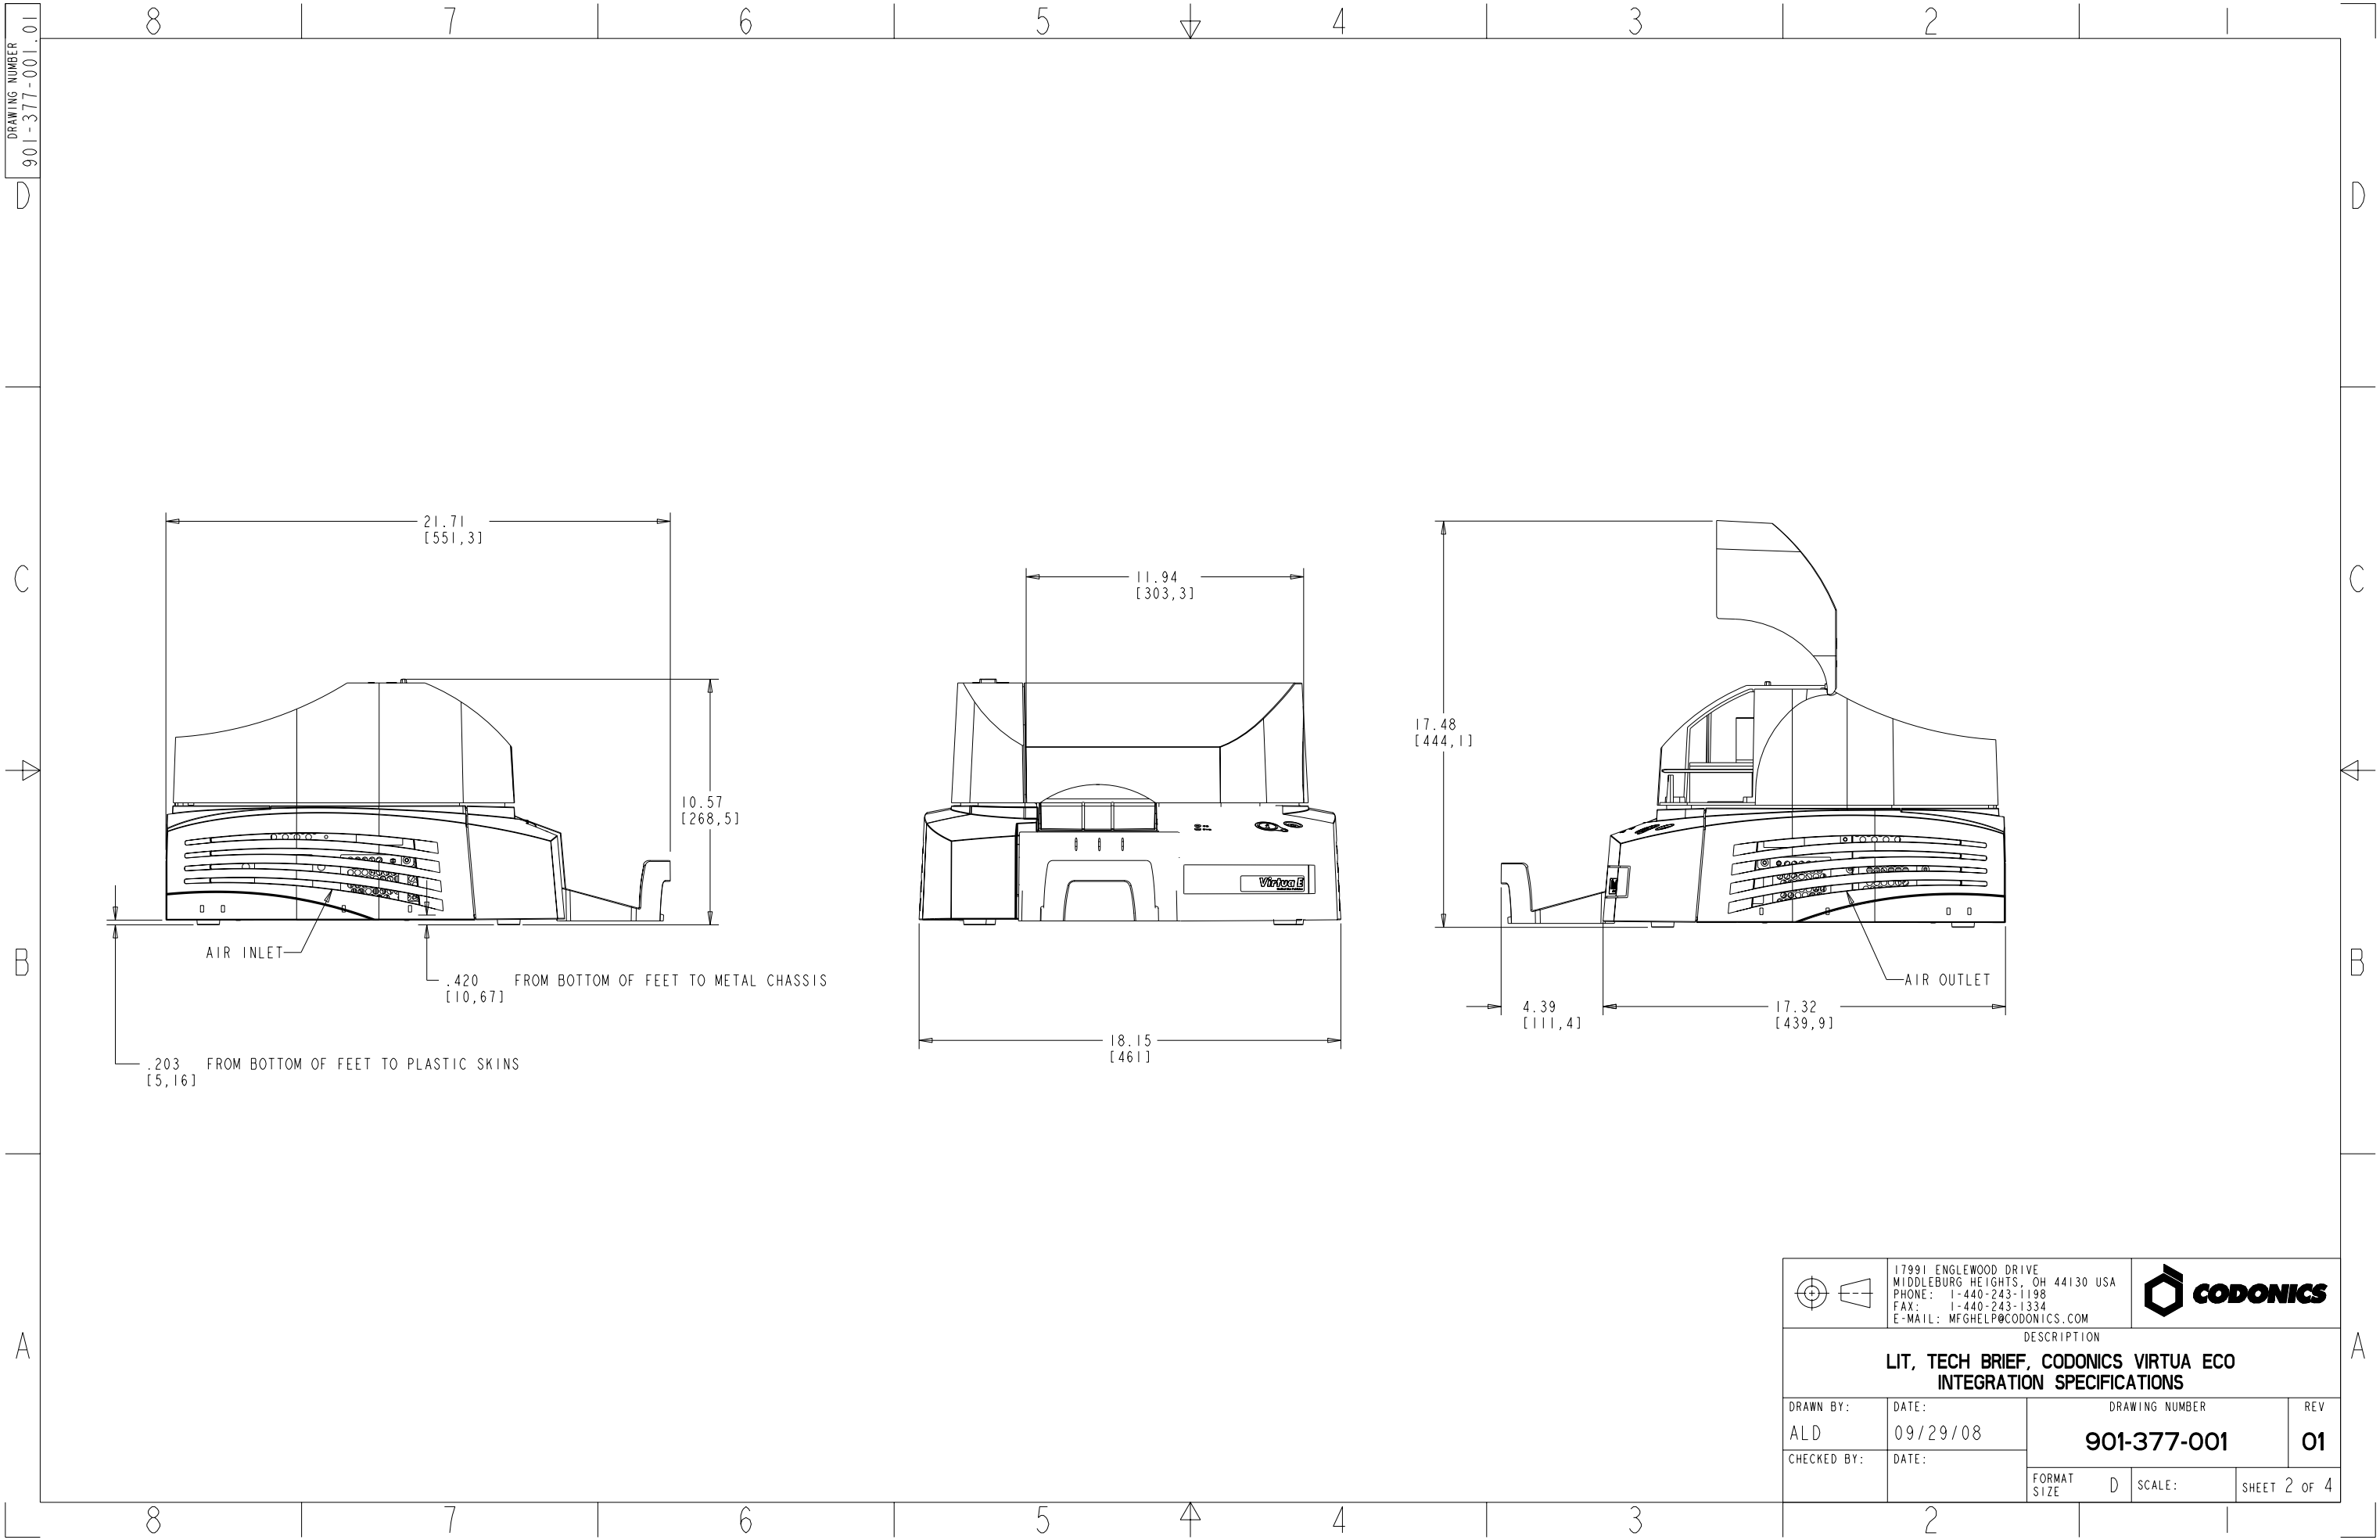 8 7 6 5 4 3 2 1
DRAWING NUMBER
901-377-001.01
D
D
21.71
[551,3]
11.94
[303,3]
C
C
17.48
[444,1]
10.57
[268,5]
Virtua E
AIR INLET
.420 FROM BOTTOM OF FEET TO METAL CHASSIS
[10,67]
B
B
AIR OUTLET
4.39
[111,4]
17.32
[439,9]
18.15
[461]
.203 FROM BOTTOM OF FEET TO PLASTIC SKINS
[5,16]
17991 ENGLEWOOD DRIVE
MIDDLEBURG HEIGHTS, OH 44130 USA
PHONE: 1-440-243-1198
FAX: 1-440-243-1334
E-MAIL: MFGHELP@CODONICS.COM
CODONICS
DESCRIPTION
LIT, TECH BRIEF, CODONICS VIRTUA ECO
INTEGRATION SPECIFICATIONS
A
A
DRAWN BY:
ALD
DATE:
09/29/08
DRAWING NUMBER
901-377-001
REV
01
CHECKED BY:
DATE:
FORMAT
SIZE
D
SCALE:
SHEET 2 OF 4
8 7 6 5 4 3 2 1